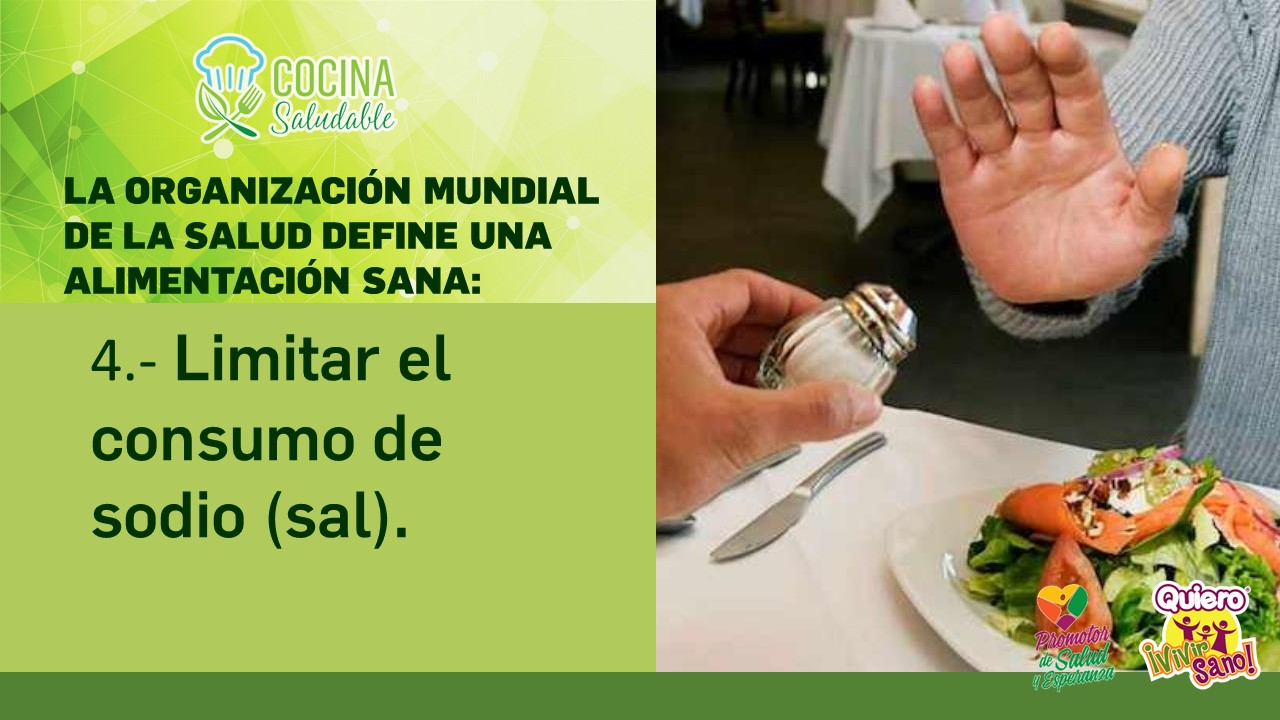 COCINA
Saludable
LA ORGANIZACIÓN MUNDIAL
DE LA SALUD DEFINE UNA
ALIMENTACIÓN SANA:
4.- Limitar el
consumo de
sodio (sal).
Promotor
de Salud
y Esperanza
Quiero
¡Vivir
Sano!